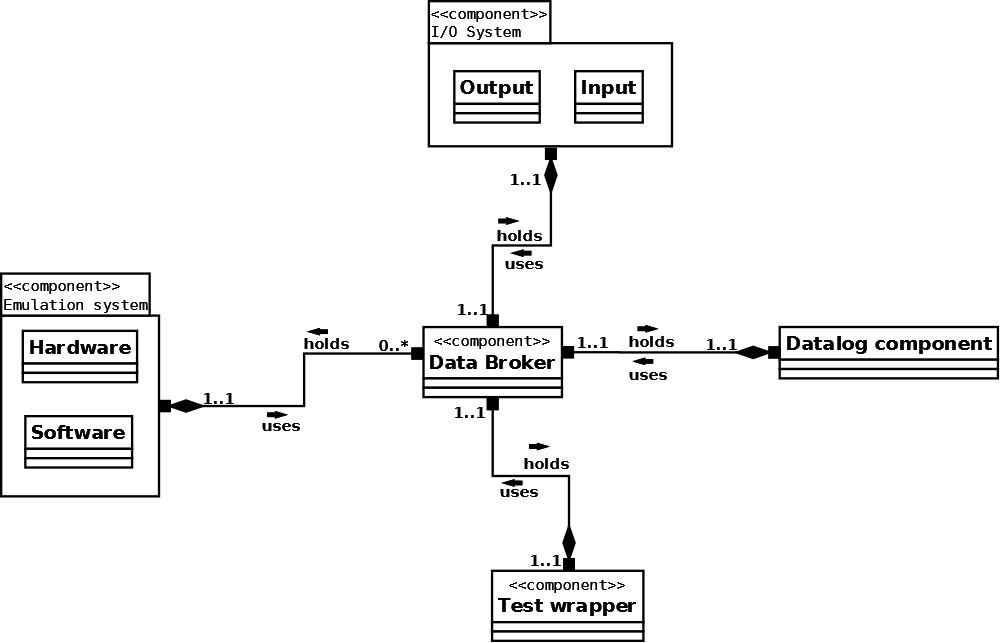 <<component>>
I/O System
Output
Input
1..1
holds
uses
1..1
<<component>>
Emulation system
Hardware
Software
1..1
uses
holds
0..*
<<component>>
Data Broker
1..1
holds
uses
1..1
Datalog component
1..1
holds
uses
1..1
<<component>>
Test wrapper